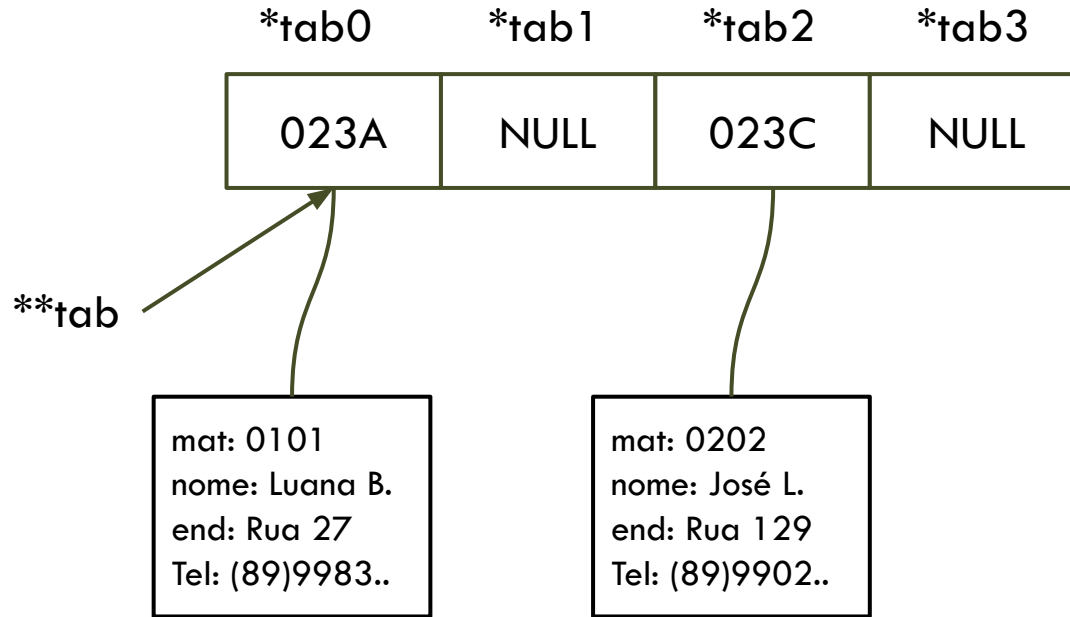 *tab0 *tab1 *tab2 *tab3
023A NULL 023C NULL
**tab
mat: 0101
nome: Luana B.
end: Rua 27
Tel: (89)9983..
mat: 0202
nome: José L.
end: Rua 129
Tel: (89)9902..